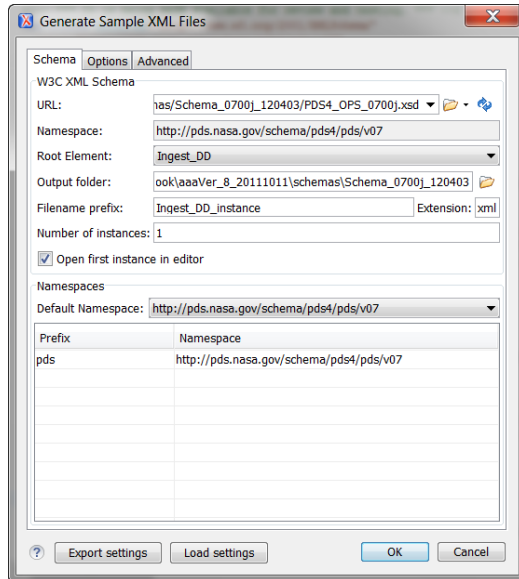 Generate Sample XML Files
Schema Options Advanced
W3C XML Schema
URL: nas/Schema_0700j_120403/PDS4_OPS_0700j.xsd
Namespace: http://pds.nasa.gov/schema/pds4/pds/v07
Root Element: Ingest_DD
Output folder: ook\aaaVer_8_20111011\schemas\Schema_0700j_120403
Filename prefix: Ingest_DD_instance Extension: xml
Number of instances: 1
Open first instance in editor
Namespaces
Default Namespace: http://pds.nasa.gov/schema/pds4/pds/v07
Prefix Namespace
pds http://pds.nasa.gov/schema/pds4/pds/v07
? Export settings Load settings OK Cancel